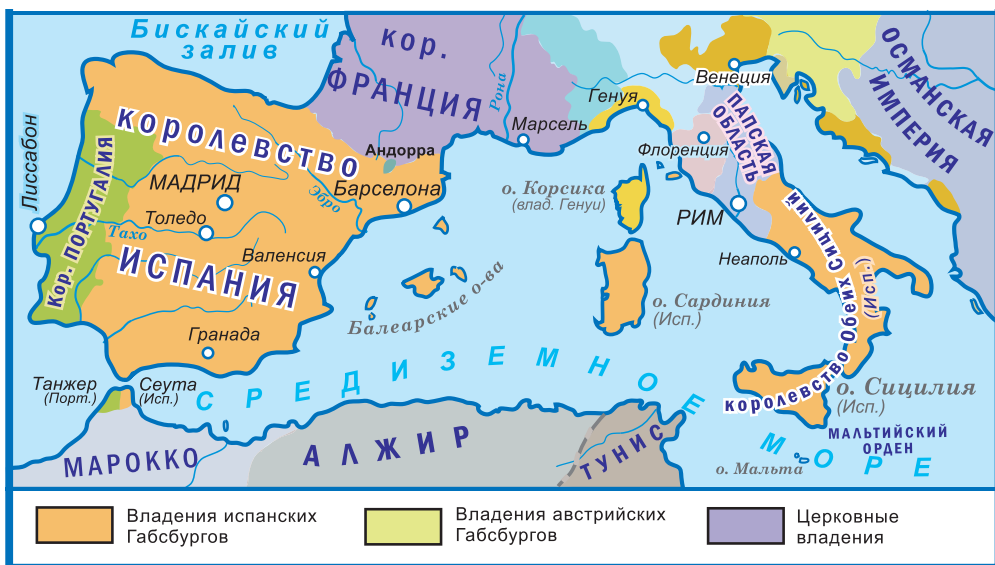 Бискайский
залив
кор.
ФРАНЦИЯ
Рона
ОСМАНСКАЯ
ИМПЕРИЯ
Венеция
Генуя
Марсель
ПАПСКАЯ
ОБЛАСТЬ
Флоренция
Андорра
королевство
ИСПАНИЯ
Лиссабон
Кор. ПОРТУГАЛИЯ
МАДРИД
Толедо
Тахо
Эбро
Барселона
Валенсия
Гранада
о. Корсика
(влад. Генуи)
РИМ
Неаполь
королевство Обеих Сицилий
(Исп.)
Балеарские о-ва
о. Сардиния
(Исп.)
Танжер
(Порт.)
Сеута
(Исп.)
СРЕДИЗЕМНОЕ МОРЕ
о. Сицилия
(Исп.)
МАЛЬТИЙСКИЙ
ОРДЕН
о. Мальта
МАРОККО
АЛЖИР
ТУНИС
Владения испанских
Габсбургов
Владения австрийских
Габсбургов
Церковные
владения